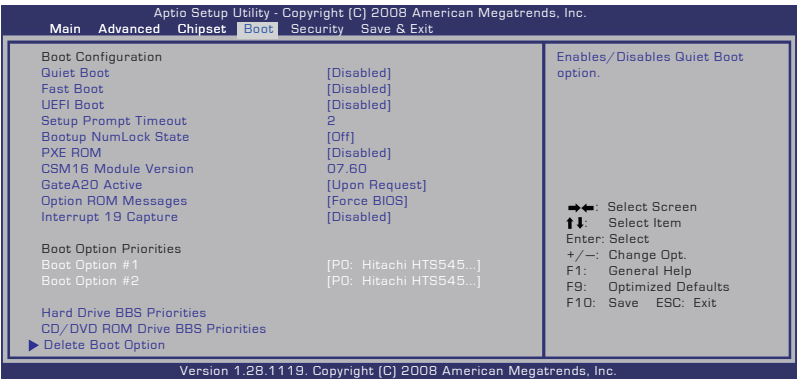 Aptio Setup Utility - Copyright (C) 2008 American Megatrends, Inc.
Main Advanced Chipset Boot Security Save & Exit
Boot Configuration
Quiet Boot [Disabled]
Fast Boot [Disabled]
UEFI Boot [Disabled]
Setup Prompt Timeout 2
Bootup NumLock State [Off]
PXE ROM [Disabled]
CSM16 Module Version 07.60
GateA20 Active [Upon Request]
Option ROM Messages [Force BIOS]
Interrupt 19 Capture [Disabled]
Boot Option Priorities
Boot Option #1 [P0: Hitachi HTS545...]
Boot Option #2 [P0: Hitachi HTS545...]
Hard Drive BBS Priorities
CD/DVD ROM Drive BBS Priorities
Delete Boot Option
Enables/Disables Quiet Boot
option.
→←: Select Screen
↑↓: Select Item
Enter: Select
+/—: Change Opt.
F1: General Help
F9: Optimized Defaults
F10: Save ESC: Exit
Version 1.28.1119. Copyright (C) 2008 American Megatrends, Inc.